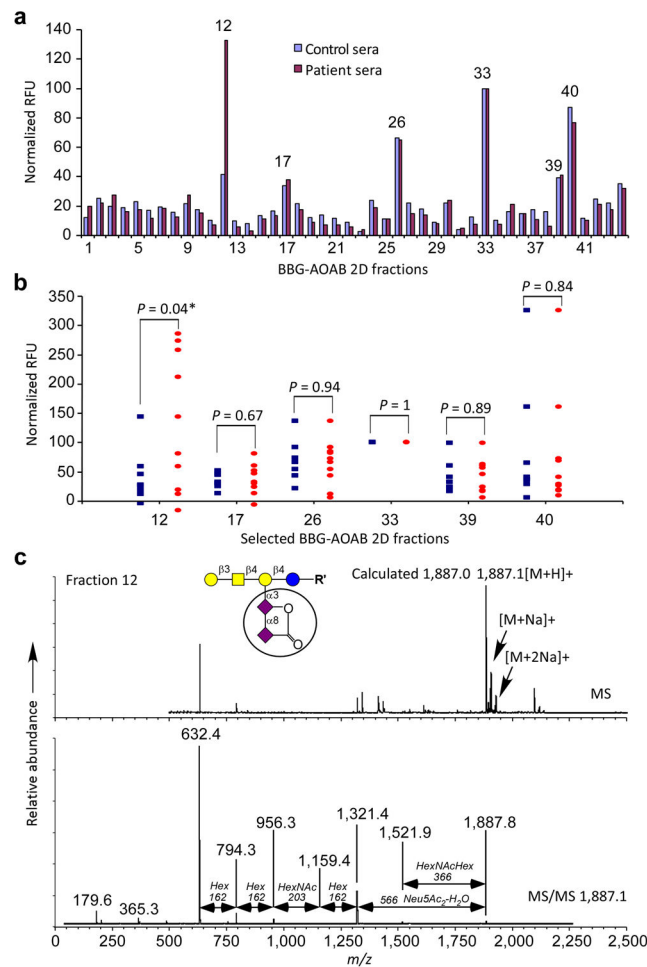 a
140
120
100
80
60
40
20
0
Normalized RFU
Control sera
Patient sera
12
17
26
33
39
40
1
5
9
13
17
21
25
29
33
37
41
BBG-AOAB 2D fractions
b
350
300
250
200
150
100
50
0
Normalized RFU
P = 0.04*
P = 0.67
P = 0.94
P = 1
P = 0.89
P = 0.84
12
17
26
33
39
40
Selected BBG-AOAB 2D fractions
c
Fraction 12
β3 β4 β4
R'
α3
α8
O
O
Calculated 1,887.0 1,887.1[M+H]+
[M+Na]+
[M+2Na]+
MS
Relative abundance
632.4
794.3
956.3
1,159.4
1,321.4
1,521.9
1,887.8
179.6
365.3
Hex
162
Hex
162
HexNAc
203
Hex
162
HexNAcHex
366
566 Neu5Ac2-H2O
MS/MS 1,887.1
0
250
500
750
1,000
1,250
1,500
1,750
2,000
2,250
2,500
m/z